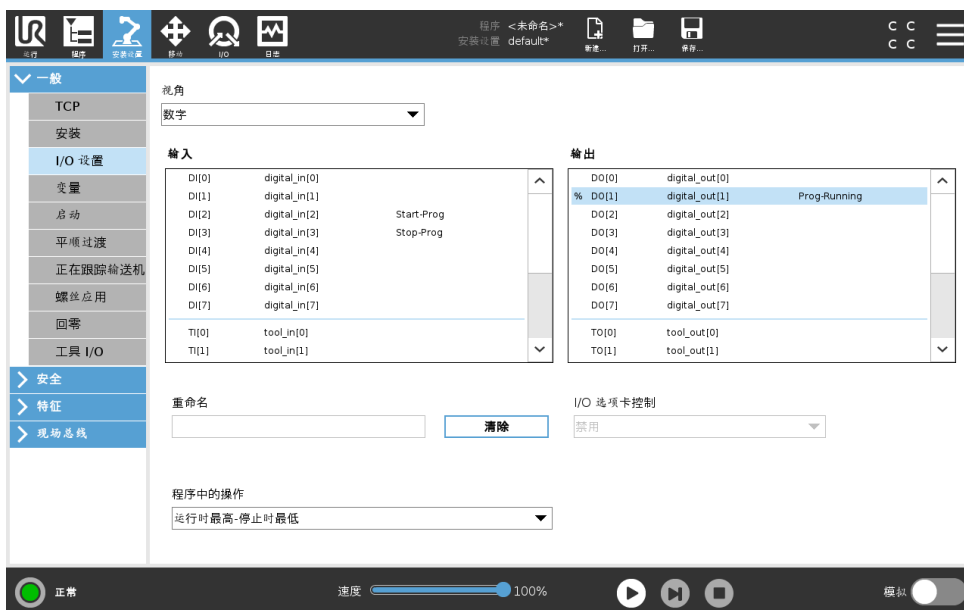 UR
程序 <未命名>*
安装设置 default*
C C
C C
运行 程序 安装设置 移动 I/O 日志 新建... 打开... 保存...
一般
TCP
安装
I/O 设置
变量
启动
平顺过渡
正在跟踪输送机
螺丝应用
回零
工具 I/O
安全
特征
现场总线
视角
数字
输入
DI[0] digital_in[0]
DI[1] digital_in[1]
DI[2] digital_in[2] Start-Prog
DI[3] digital_in[3] Stop-Prog
DI[4] digital_in[4]
DI[5] digital_in[5]
DI[6] digital_in[6]
DI[7] digital_in[7]
TI[0] tool_in[0]
TI[1] tool_in[1]
输出
DO[0] digital_out[0]
% DO[1] digital_out[1] Prog-Running
DO[2] digital_out[2]
DO[3] digital_out[3]
DO[4] digital_out[4]
DO[5] digital_out[5]
DO[6] digital_out[6]
DO[7] digital_out[7]
TO[0] tool_out[0]
TO[1] tool_out[1]
重命名
清除
I/O 选项卡控制
禁用
程序中的操作
运行时最高-停止时最低
正常
速度 100%
模拟